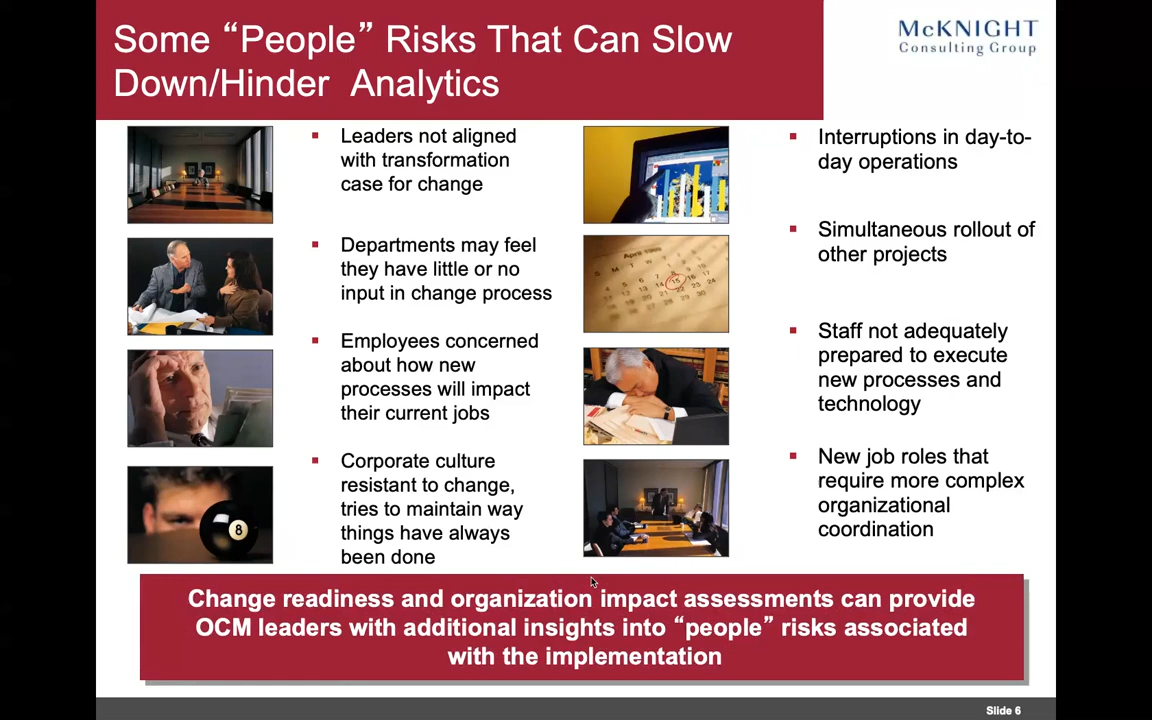 Some “People” Risks That Can Slow
Down/Hinder Analytics
McKNIGHT
Consulting Group
Leaders not aligned
with transformation
case for change
Departments may feel
they have little or no
input in change process
Employees concerned
about how new
processes will impact
their current jobs
Corporate culture
resistant to change,
tries to maintain way
things have always
been done
8
Interruptions in day-to-
day operations
Simultaneous rollout of
other projects
Staff not adequately
prepared to execute
new processes and
technology
New job roles that
require more complex
organizational
coordination
Change readiness and organization impact assessments can provide
OCM leaders with additional insights into “people” risks associated
with the implementation
Slide 6